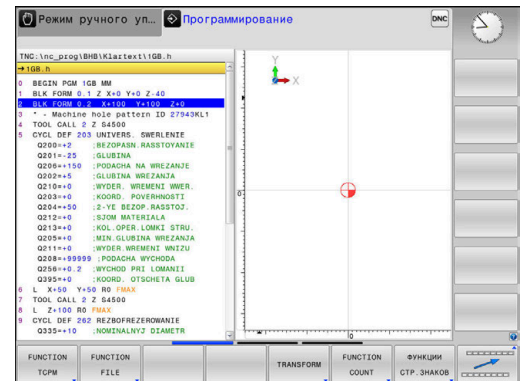 Режим ручного уп…
Программирование
DNC
TNC:\nc_prog\BHB\Klartext\1GB.h
→1GB.h
0 BEGIN PGM 1GB MM
1 BLK FORM 0.1 Z X+0 Y+0 Z-40
2 BLK FORM 0.2 X+100 Y+100 Z+0
3 * - Machine hole pattern ID 27943KL1
4 TOOL CALL 2 Z S4500
5 CYCL DEF 203 UNIVERS. SWERLENIE
Q200=+2 ;BEZOPASN.RASSTOYANIE
Q201=-25 ;GLUBINA
Q206=+150 ;PODACHA NA WREZANJE
Q202=+5 ;GLUBINA WREZANJA
Q210=+0 ;WYDER. WREMENI WWER.
Q203=+0 ;KOORD. POVERHNOSTI
Q204=+50 ;2-YE BEZOP.RASSTOJ.
Q212=+0 ;SJOM MATERIALA
Q213=+0 ;KOL.OPER.LOMKI STRU.
Q205=+0 ;MIN.GLUBINA WREZANJA
Q211=+0 ;WYDER.WREMENI WNIZU
Q208=+99999 ;PODACHA WYCHODA
Q256=+0.2 ;WYCHOD PRI LOMANII
Q395=+0 ;KOORD. OTSCHETA GLUB
6 L X+50 Y+50 R0 FMAX
7 TOOL CALL 2 Z S4500
8 L Z+100 R0 FMAX
9 CYCL DEF 262 REZBOFREZEROWANIE
Q335=+10 ;NOMINALNYJ DIAMETR
Y
X
0
0
FUNCTION TCPM
FUNCTION FILE
TRANSFORM
FUNCTION COUNT
ФУНКЦИИ СТР.ЗНАКОВ